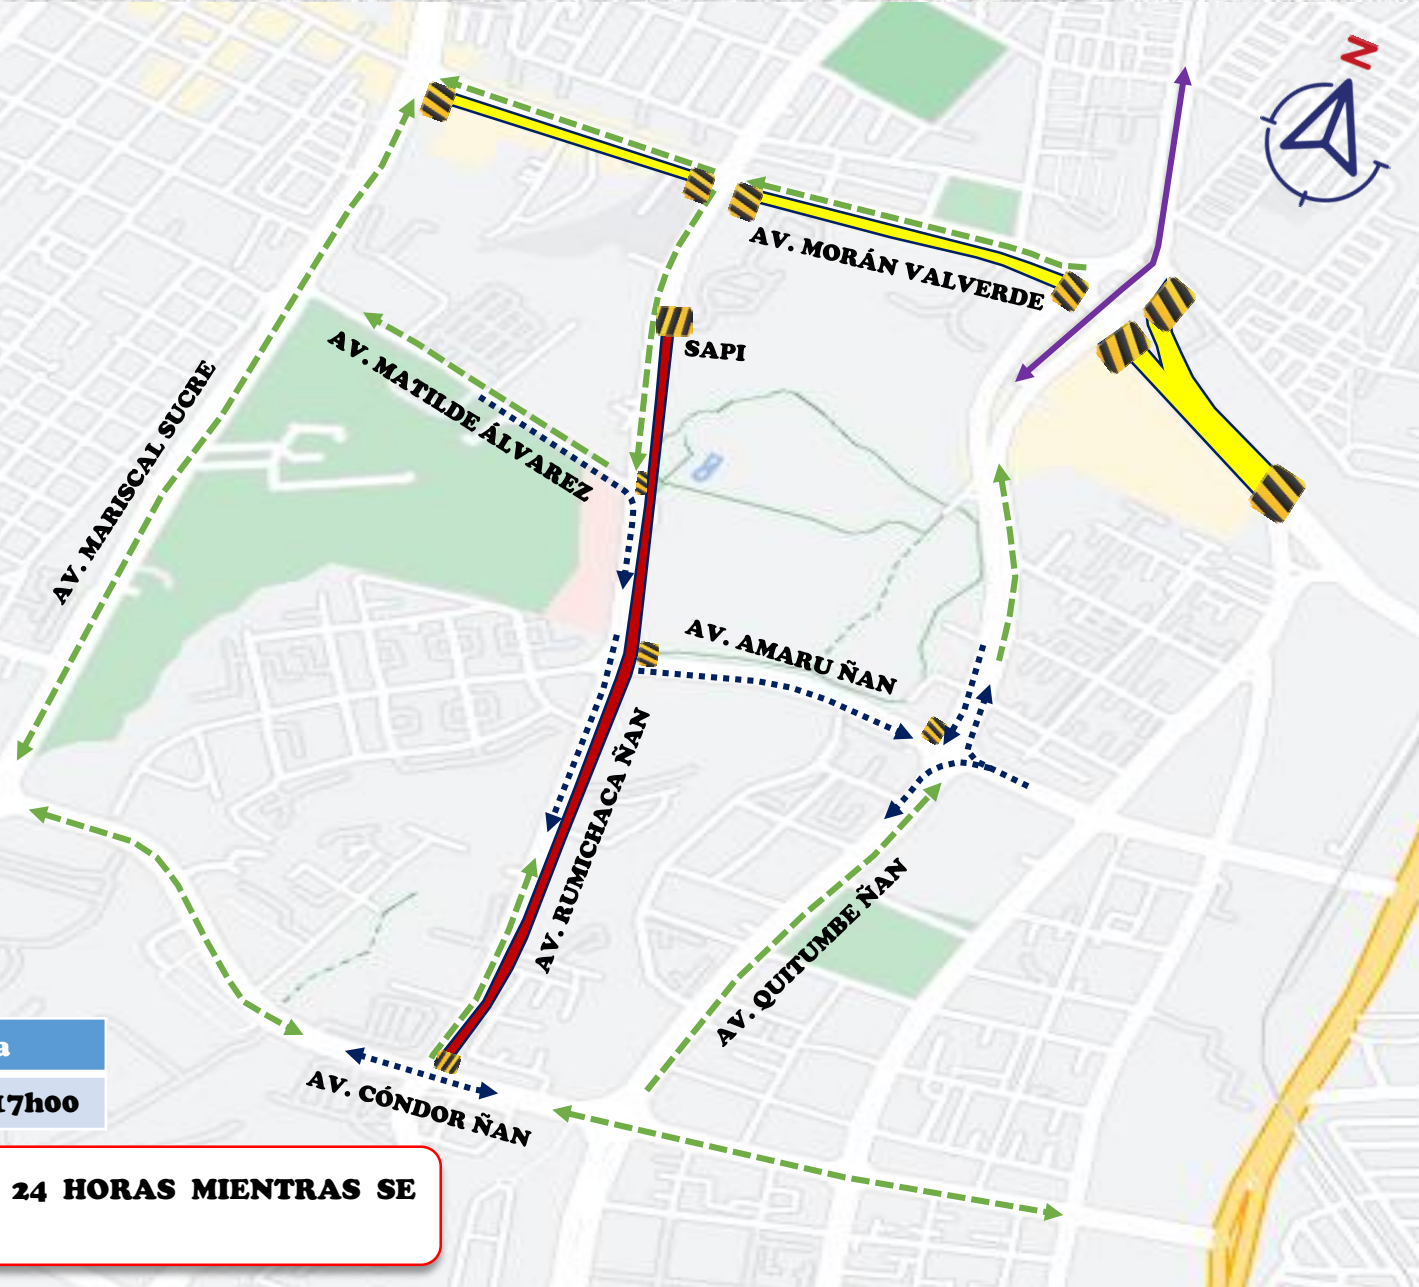 N
AV. MORÁN VALVERDE
SAPI
AV. MATILDE ÁLVAREZ
AV. MARISCAL SUCRE
AV. AMARU ÑAN
AV. RUMICHACA ÑAN
AV. QUITUMBE ÑAN
a
17h00
AV. CÓNDOR ÑAN
24 HORAS MIENTRAS SE